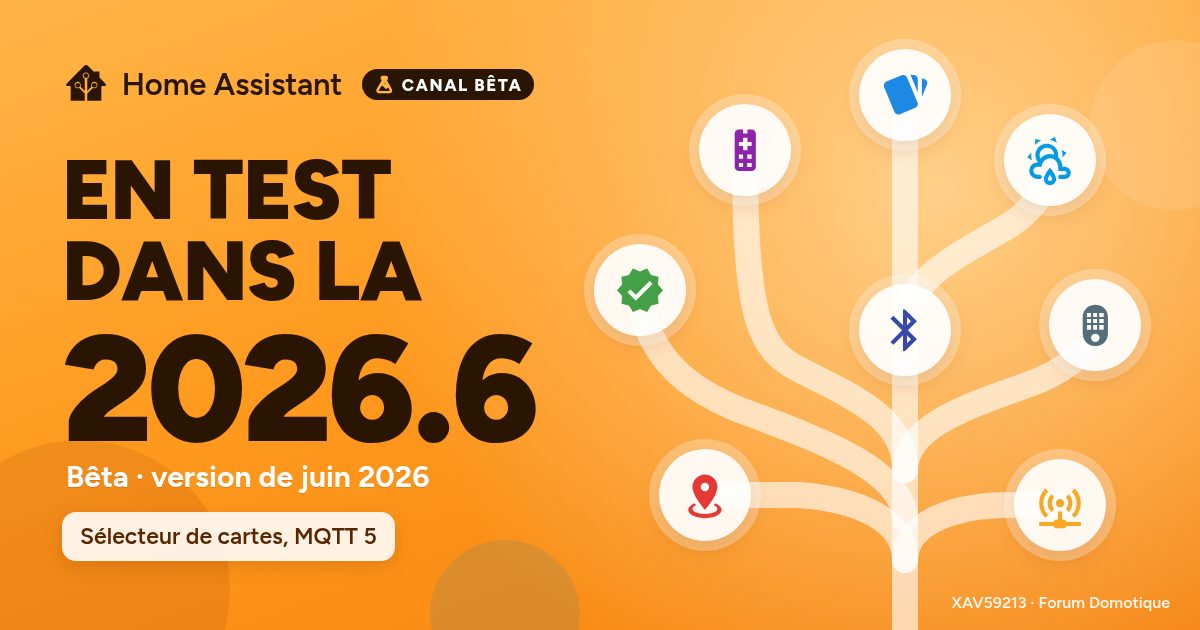 Home Assistant
CANAL BÊTA
EN TEST
DANS LA
2026.6
Bêta · version de juin 2026
Sélecteur de cartes, MQTT 5
XAV59213 · Forum Domotique